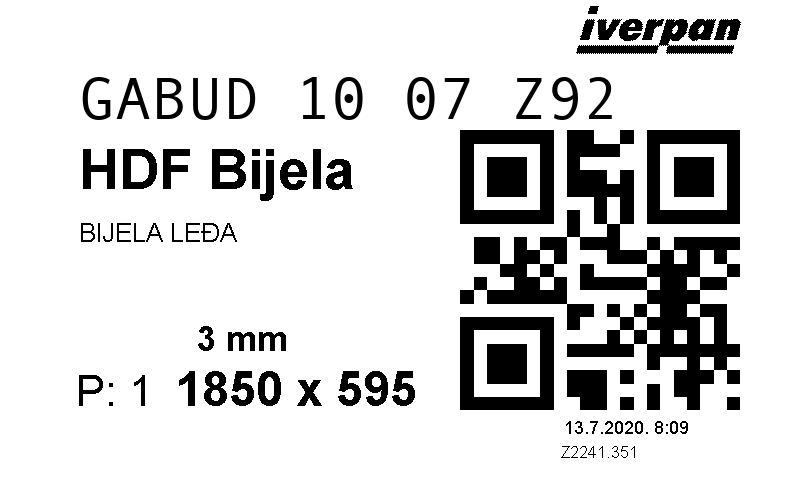 iverpan
GABUD 10 07 Z92
HDF Bijela
BIJELA LEĐA
3 mm
P: 1 1850 x 595
13.7.2020. 8:09
Z2241.351